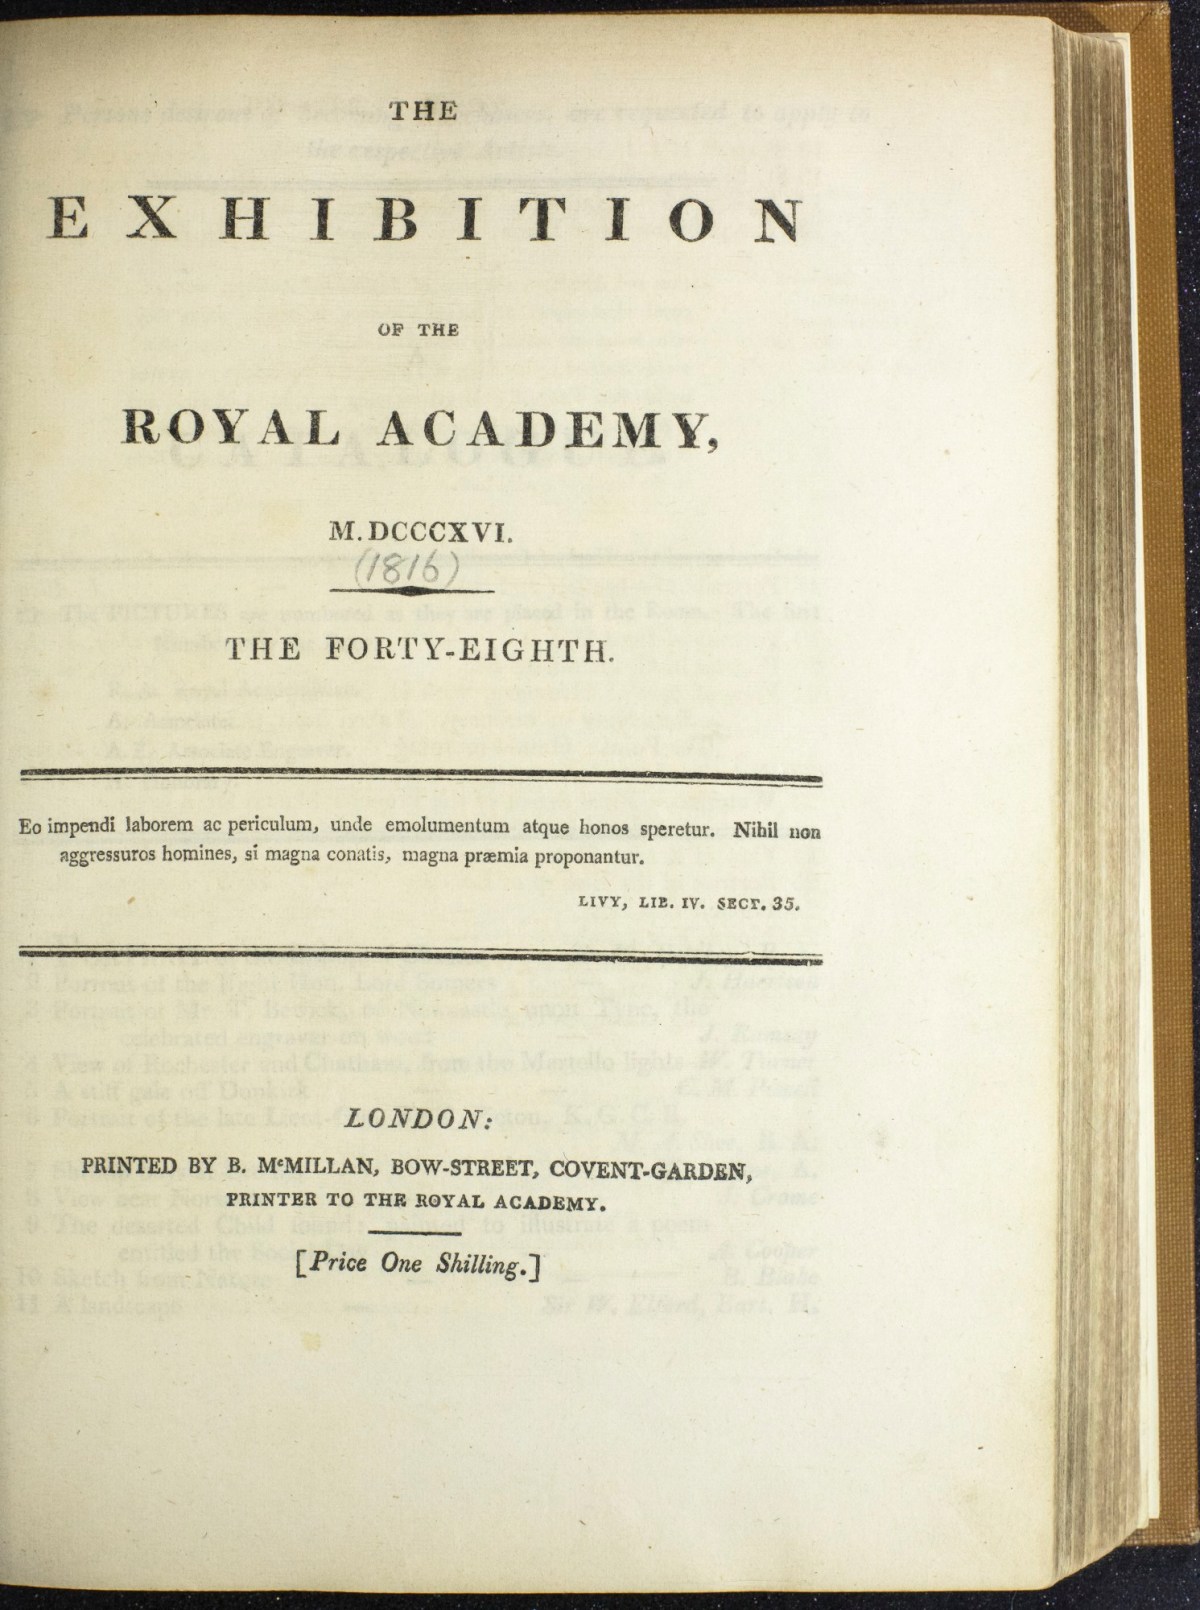 THE
EXHIBITION
OF THE
ROYAL ACADEMY,
M.DCCCXVI.
(1816)
THE FORTY-EIGHTH.
Eo impendi laborem ac periculum, unde emolumentum atque honos speretur. Nihil non
aggressuros homines, si magna conatis, magna præmia proponantur.
LIVY, LIB. IV. SECT. 35.
LONDON:
PRINTED BY B. McMILLAN, BOW-STREET, COVENT-GARDEN,
PRINTER TO THE ROYAL ACADEMY.
[Price One Shilling.]